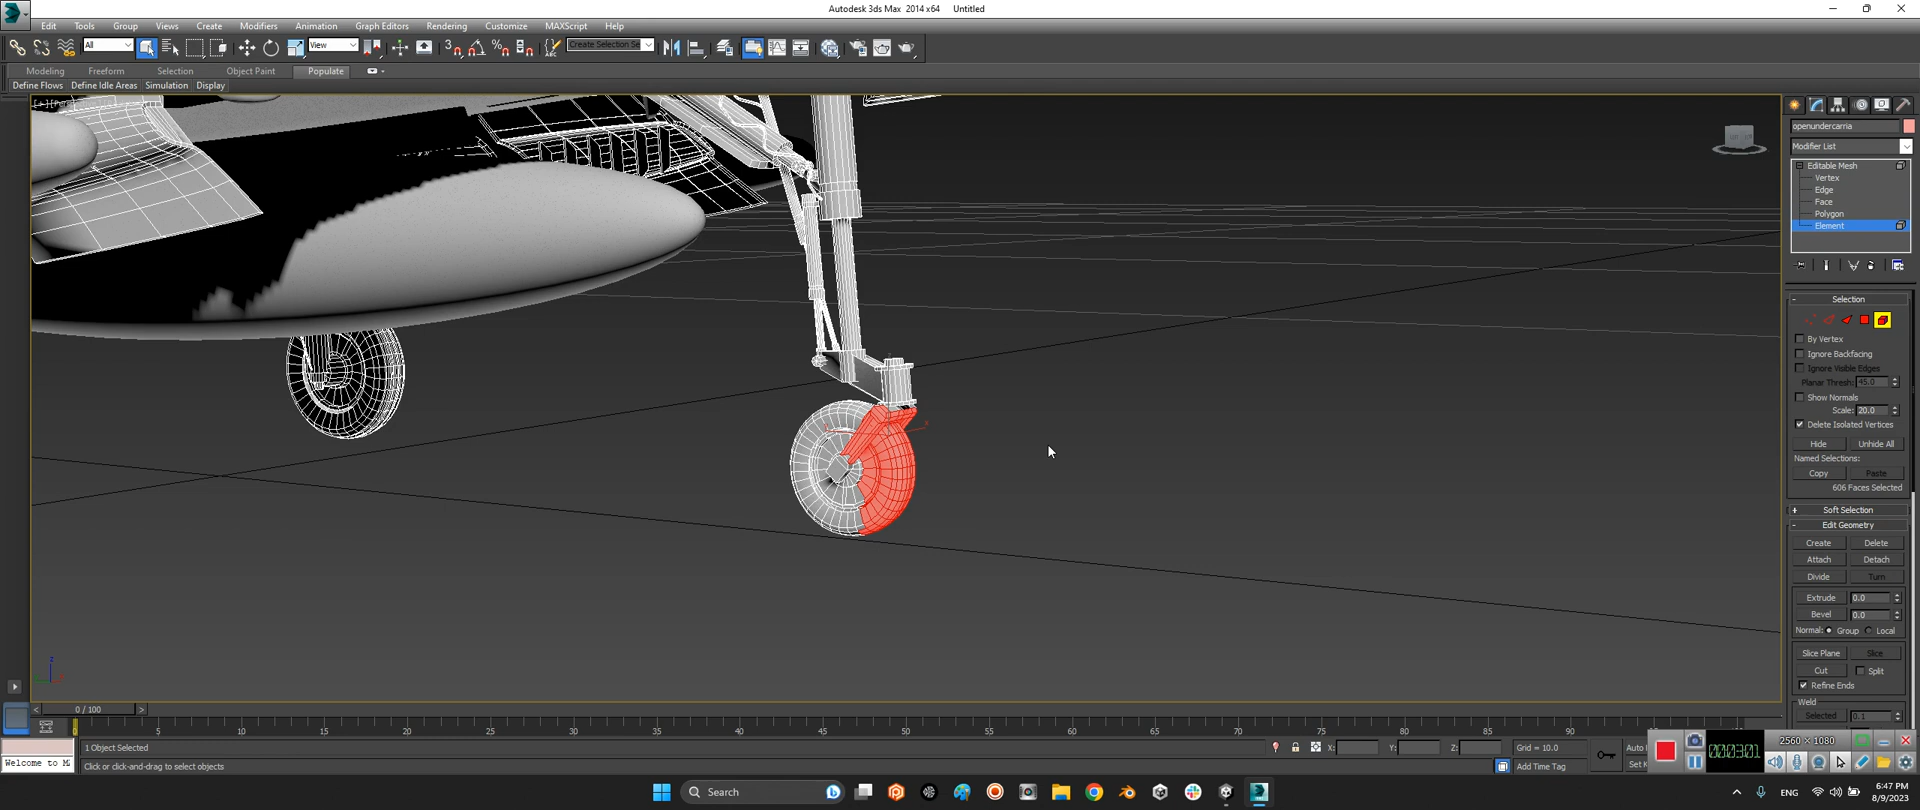 Autodesk 3ds Max 2014 x64 Untitled
Edit Tools Group Views Create Modifiers Animation Graph Editors Rendering Customize MAXScript Help
All View Create Selection Se
Modeling Freeform Selection Object Paint Populate
Define Flows Define Idle Areas Simulation Display
openundercarria
Modifier List
Editable Mesh
Vertex
Edge
Face
Polygon
Element
Selection
By Vertex
Ignore Backfacing
Ignore Visible Edges
Planar Thresh: 45.0
Show Normals
Scale: 20.0
Delete Isolated Vertices
Hide Unhide All
Named Selections:
Copy Paste
606 Faces Selected
Soft Selection
Edit Geometry
Create Delete
Attach Detach
Divide Turn
Extrude 0.0
Bevel 0.0
Normal: Group Local
Slice Plane Slice
Cut Split
Refine Ends
Weld
Selected 0.1
0 / 100
5 10 15 20 25 30 35 40 45 50 55 60 65 70 75 80 85 90
1 Object Selected X: Y: Z: Grid = 10.0 Auto
Welcome to M Click or click-and-drag to select objects Add Time Tag Set K
000301 2560 × 1080
Search
ENG
6:47 PM
8/9/2023